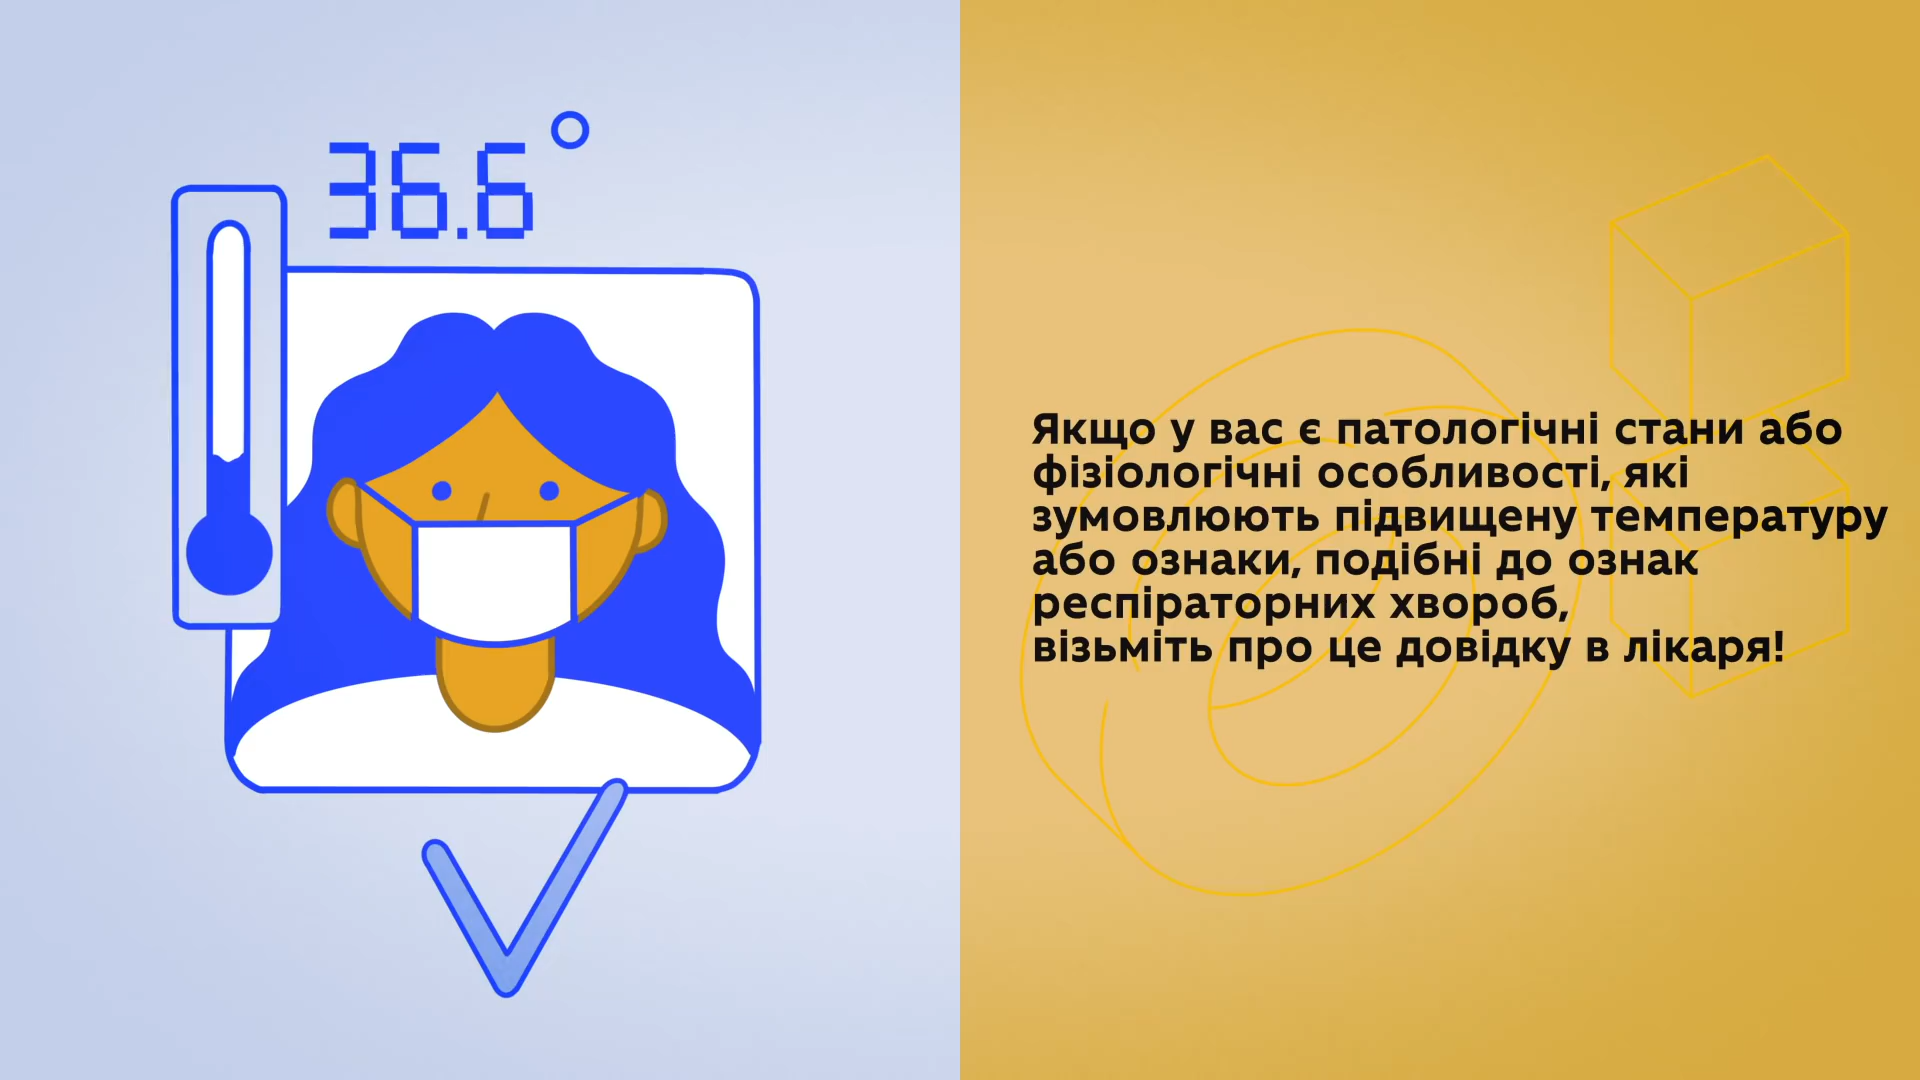 36.6°
Якщо у вас є патологічні стани або
фізіологічні особливості, які
зумовлюють підвищену температуру
або ознаки, подібні до ознак
респіраторних хвороб,
візьміть про це довідку в лікаря!